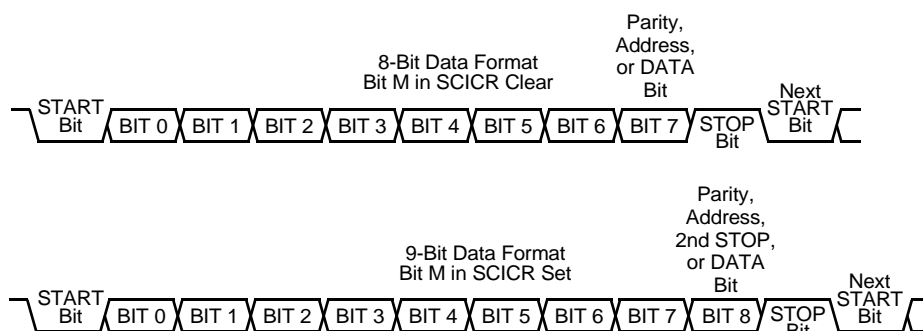 8-Bit Data Format
Bit M in SCICR Clear
Parity,
Address,
or DATA
Bit
START
Bit
BIT 0
BIT 1
BIT 2
BIT 3
BIT 4
BIT 5
BIT 6
BIT 7
STOP
Bit
Next
START
Bit
9-Bit Data Format
Bit M in SCICR Set
Parity,
Address,
2nd STOP,
or DATA
Bit
START
Bit
BIT 0
BIT 1
BIT 2
BIT 3
BIT 4
BIT 5
BIT 6
BIT 7
BIT 8
STOP
Bit
Next
START
Bit